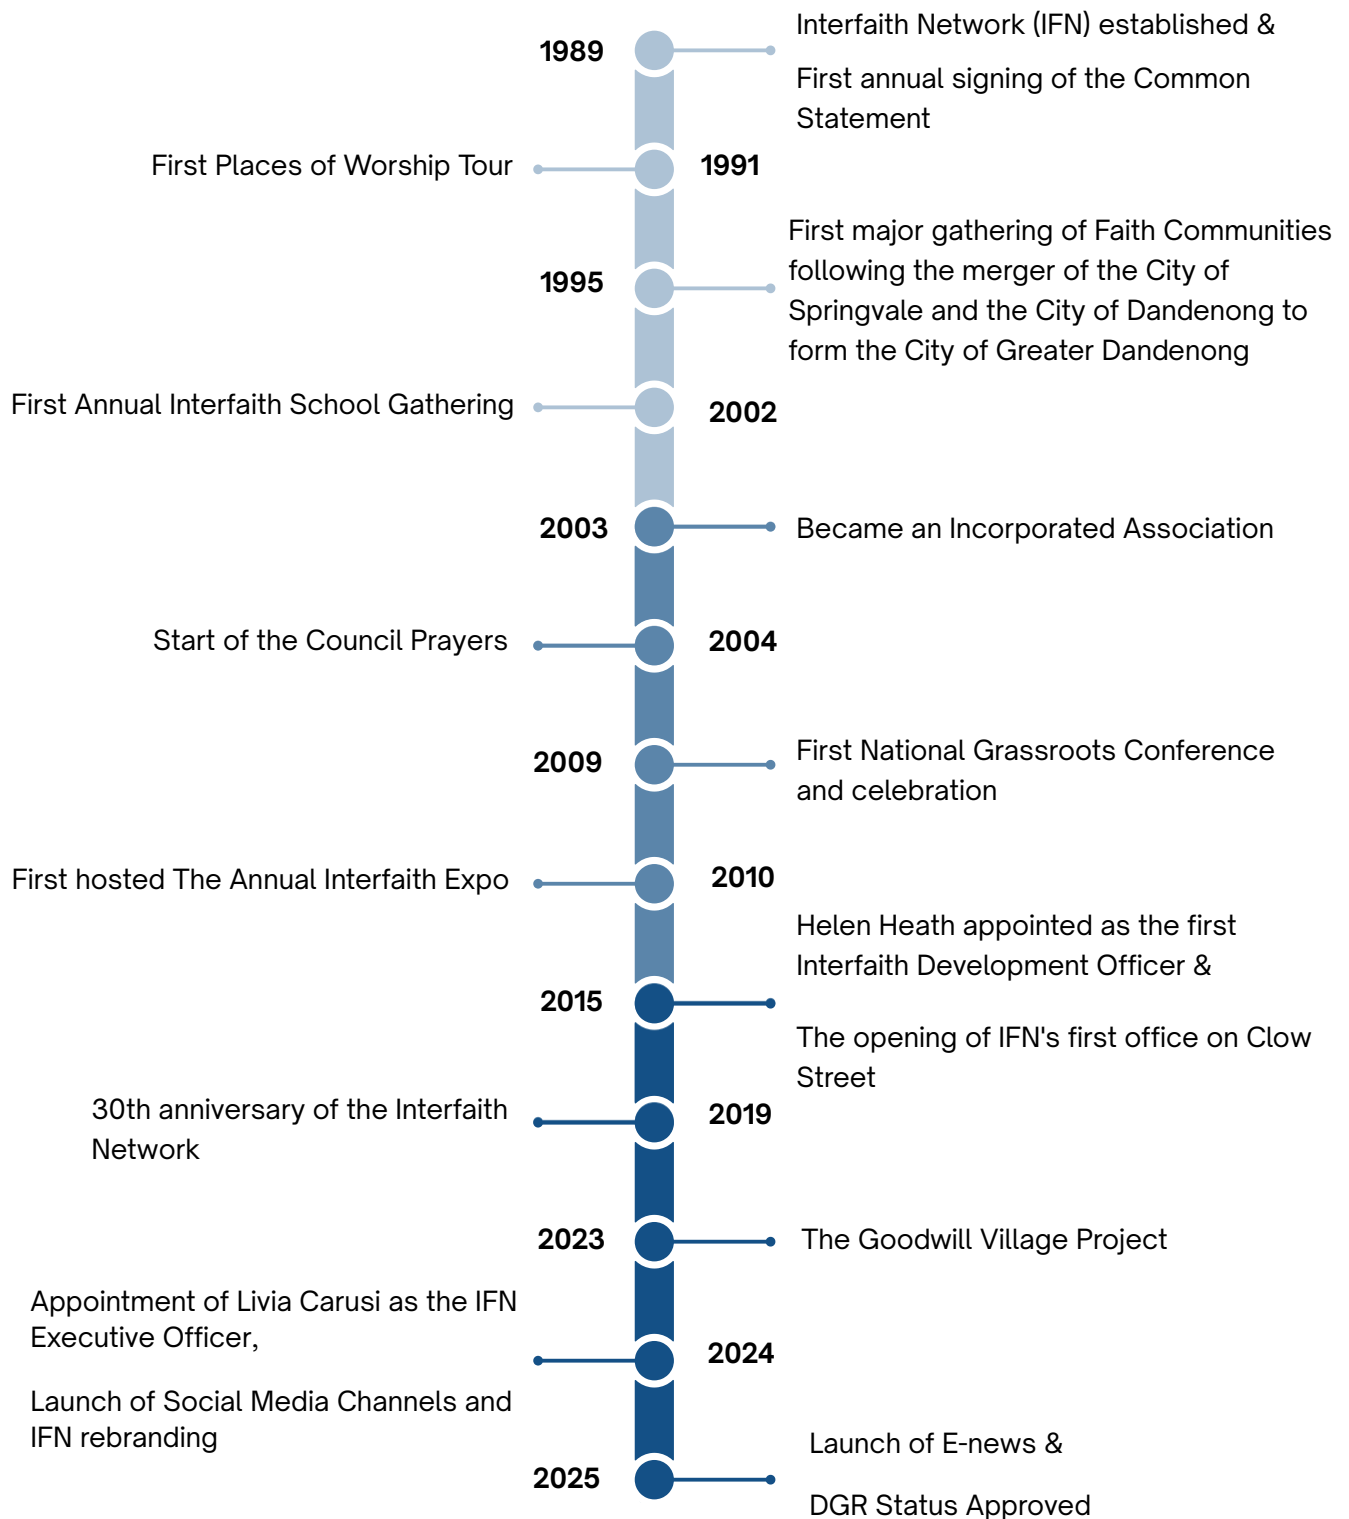 1989
Interfaith Network (IFN) established &
First annual signing of the Common
Statement
First Places of Worship Tour
1991
1995
First major gathering of Faith Communities
following the merger of the City of
Springvale and the City of Dandenong to
form the City of Greater Dandenong
First Annual Interfaith School Gathering
2002
2003
Became an Incorporated Association
Start of the Council Prayers
2004
2009
First National Grassroots Conference
and celebration
First hosted The Annual Interfaith Expo
2010
2015
Helen Heath appointed as the first
Interfaith Development Officer &
The opening of IFN's first office on Clow
Street
30th anniversary of the Interfaith
Network
2019
2023
The Goodwill Village Project
Appointment of Livia Carusi as the IFN
Executive Officer,
Launch of Social Media Channels and
IFN rebranding
2024
2025
Launch of E-news &
DGR Status Approved